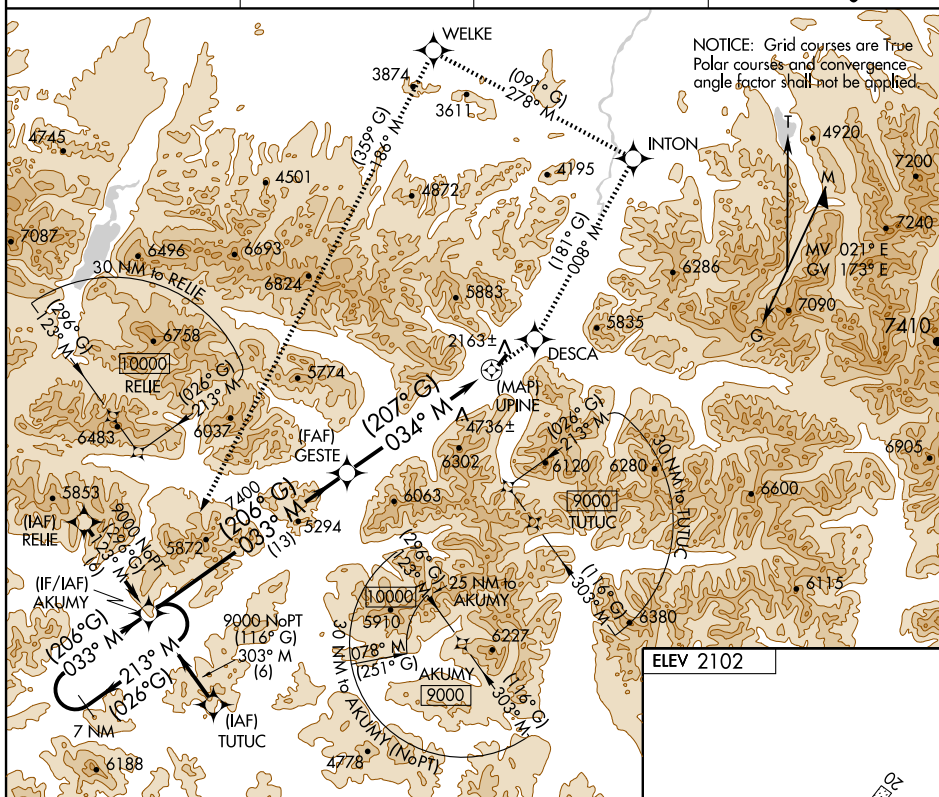 WELKE
NOTICE: Grid courses are True
Polar courses and convergence
angle factor shall not be applied.
3874
3611
(091° G)
278° M
(359° G)
186° M
INTON
T
4920
4745
4195
7200
4501
4872
M
7087
6496
6693
(181° G)
008° M
7240
MV 021° E
GV 173° E
30 NM to RELIE
6824
5883
6286
7090
G
(296° G)
123° M
6758
10000
RELIE
2163±
5835
7410
DESCA
5774
(MAP)
UPINE
(026° G)
213° M
(207° G)
034° M
6483
6037
(FAF)
GESTE
4736±
6302
(026° G)
213° M
6120
6280
30 NM to TUTUC
6905
5853
(IAF)
RELIE
9000 NoPT
(296° G)
123° M
(6)
7400
(206° G)
033° M
(13)
5294
6063
9000
TUTUC
6600
5872
(IF/IAF)
AKUMY
(296° G)
123° M
25 NM to
AKUMY
10000
5910
(116° G)
303° M
6380
6115
(206°G)
033° M
9000 NoPT
(116° G)
303° M
(6)
213° M
(026°G)
078° M
(251° G)
6227
AKUMY
9000
(116° G)
303° M
30 NM to AKUMY (NoPT)
7 NM
(IAF)
TUTUC
6188
4778
ELEV 2102
20